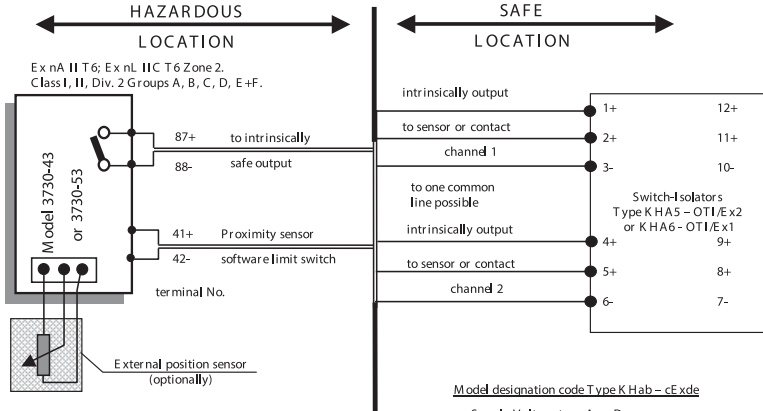 HAZARDOUS
LOCATION
SAFE
LOCATION
Ex nA II T6; Ex nL IIC T6 Zone 2.
Class I, II, Div. 2 Groups A, B, C, D, E+F.
Model 3730-43
or 3730-53
87+ to intrinsically
88- safe output
41+ Proximity sensor
42- software limit switch
terminal No.
External position sensor
(optionally)
intrinsically output
to sensor or contact
channel 1
to one common
line possible
intrinsically output
to sensor or contact
channel 2
1+ 12+
2+ 11+
3- 10-
Switch-Isolators
Type KHA5 – OTI/Ex2
or KHA6 - OTI/Ex1
4+ 9+
5+ 8+
6- 7-
Model designation code Type KHab – cExde